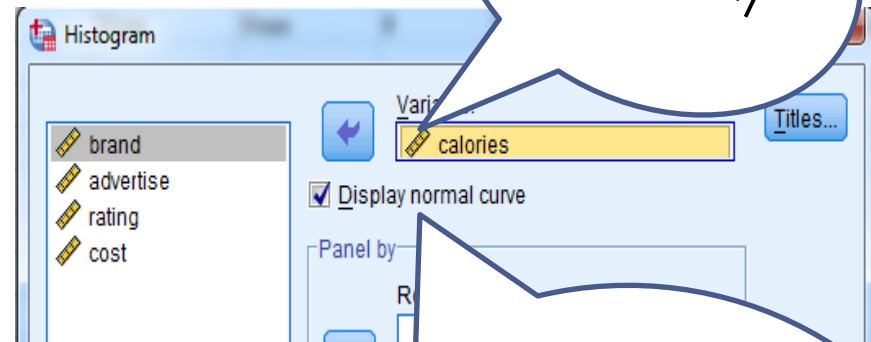 Histogram
Titles...
calories
brand
advertise
Display normal curve
rating
cost
Panel by